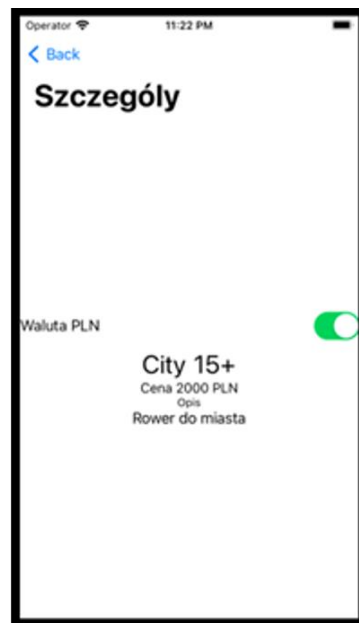 Operator 11:22 PM
Back
Szczegóły
Waluta PLN
City 15+
Cena 2000 PLN
Opis
Rower do miasta